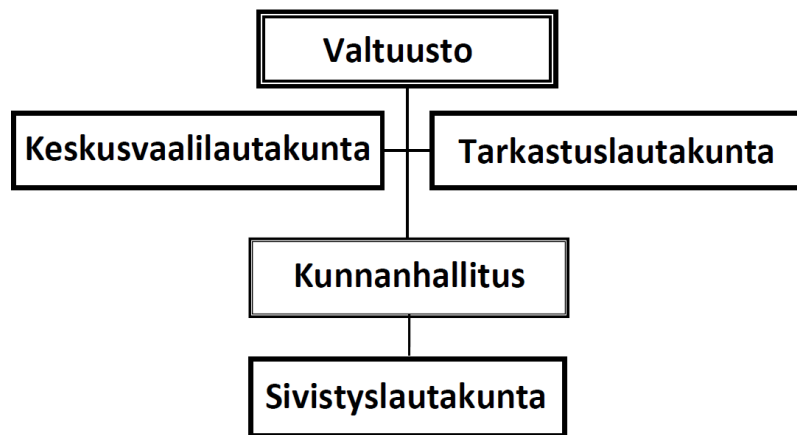 Valtuusto
Keskusvaalilautakunta
Tarkastuslautakunta
Kunnanhallitus
Sivistyslautakunta